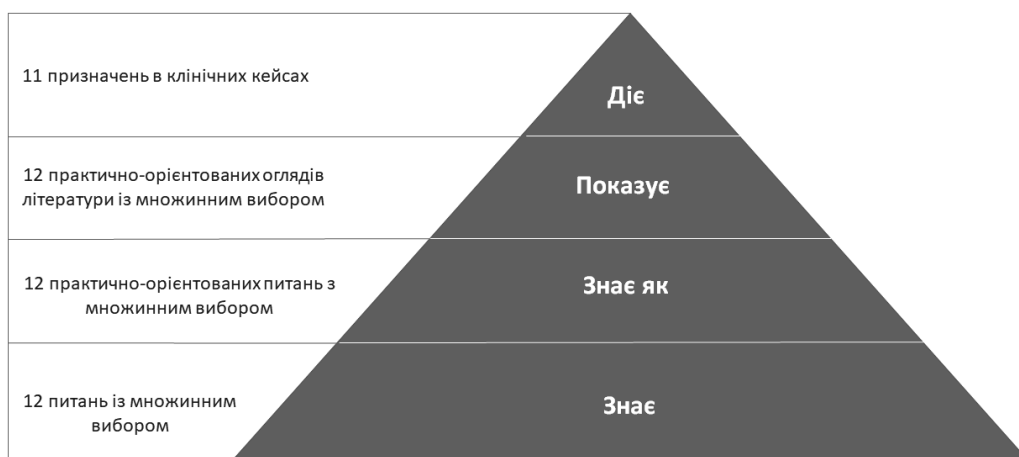 11 призначень в клінічних кейсах
Діє
12 практично-орієнтованих оглядів
літератури із множинним вибором
Показує
12 практично-орієнтованих питань з
множинним вибором
Знає як
12 питань із множинним
вибором
Знає